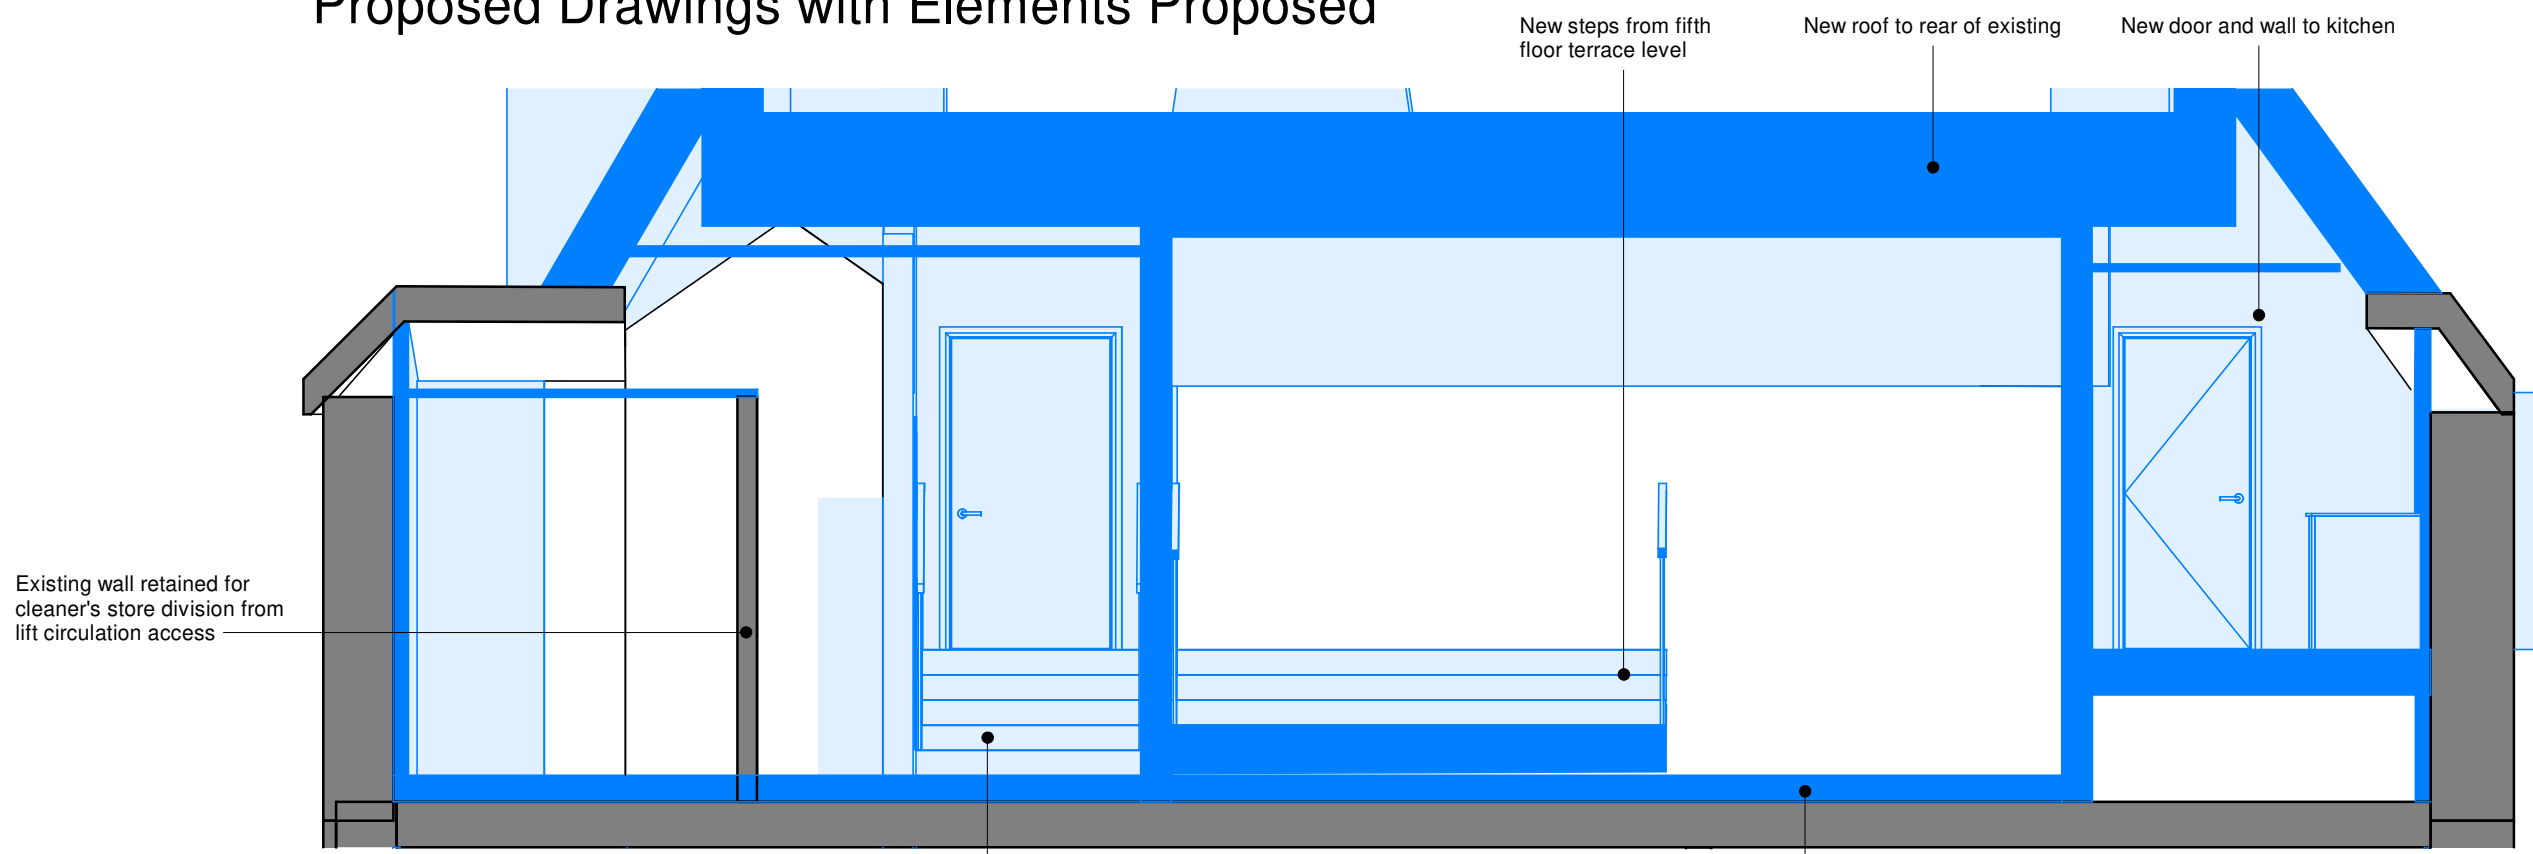 Proposed Drawings with Elements Proposed
New steps from fifth
floor terrace level
New roof to rear of existing
New door and wall to kitchen
Existing wall retained for
cleaner's store division from
lift circulation access